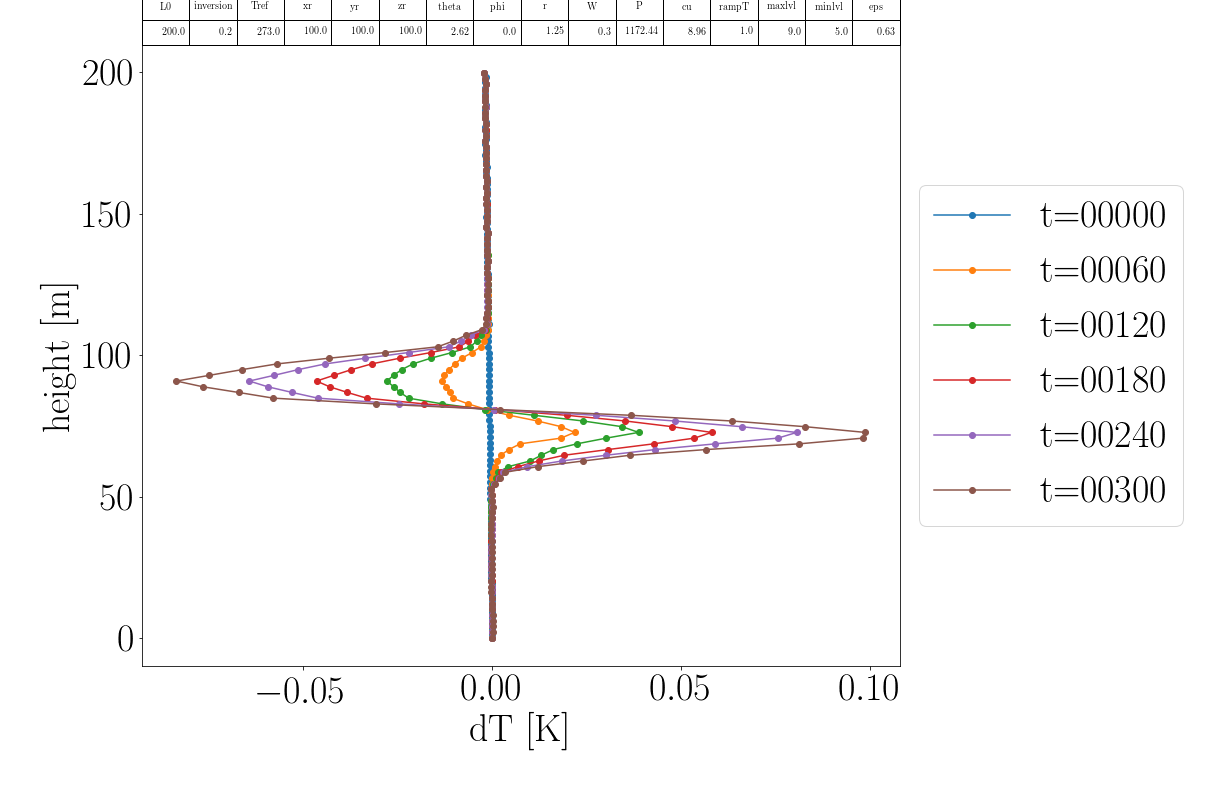 L0 inversion Tref xr yr zr theta phi r W P cu rampT maxlvl minlvl eps
200.0 0.2 273.0 100.0 100.0 100.0 2.62 0.0 1.25 0.3 1172.44 8.96 1.0 9.0 5.0 0.63
200
150
100
50
0
height [m]
−0.05 0.00 0.05 0.10
dT [K]
t=00000
t=00060
t=00120
t=00180
t=00240
t=00300